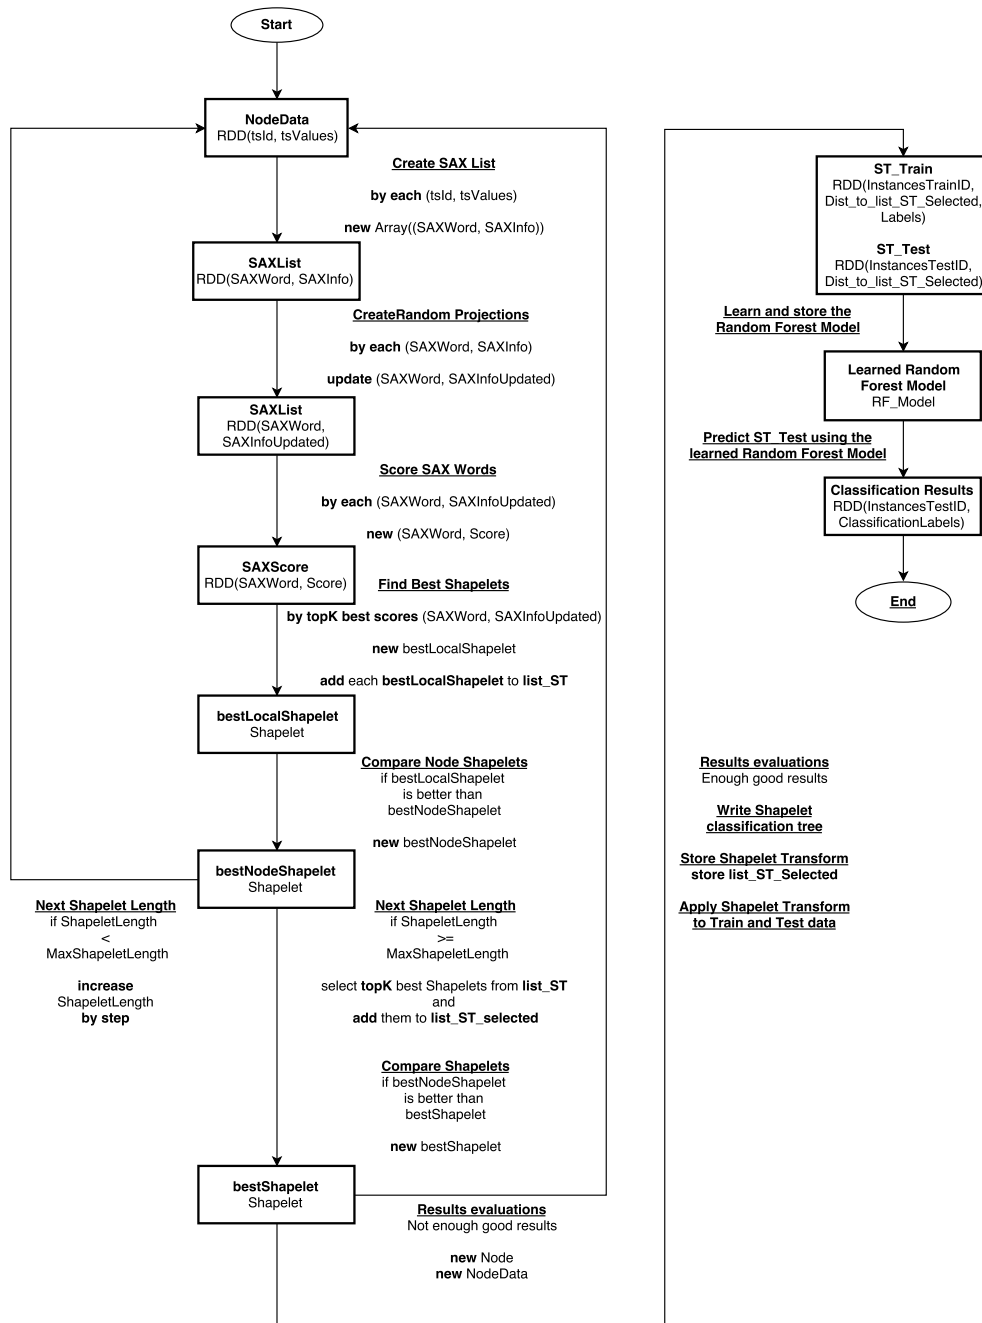 Start
NodeData
RDD(tsId, tsValues)
Create SAX List
by each (tsId, tsValues)
new Array((SAXWord, SAXInfo))
SAXList
RDD(SAXWord, SAXInfo)
CreateRandom Projections
by each (SAXWord, SAXInfo)
update (SAXWord, SAXInfoUpdated)
SAXList
RDD(SAXWord,
SAXInfoUpdated)
Score SAX Words
by each (SAXWord, SAXInfoUpdated)
new (SAXWord, Score)
SAXScore
RDD(SAXWord, Score)
Find Best Shapelets
by topK best scores (SAXWord, SAXInfoUpdated)
new bestLocalShapelet
add each bestLocalShapelet to list_ST
bestLocalShapelet
Shapelet
Compare Node Shapelets
if bestLocalShapelet
is better than
bestNodeShapelet
new bestNodeShapelet
bestNodeShapelet
Shapelet
Next Shapelet Length
if ShapeletLength
<
MaxShapeletLength
increase
ShapeletLength
by step
Next Shapelet Length
if ShapeletLength
>=
MaxShapeletLength
select topK best Shapelets from list_ST
and
add them to list_ST_selected
Compare Shapelets
if bestNodeShapelet
is better than
bestShapelet
new bestShapelet
bestShapelet
Shapelet
Results evaluations
Not enough good results
new Node
new NodeData
ST_Train
RDD(InstancesTrainID,
Dist_to_list_ST_Selected,
Labels)
ST_Test
RDD(InstancesTestID,
Dist_to_list_ST_Selected)
Learn and store the
Random Forest Model
Learned Random
Forest Model
RF_Model
Predict ST_Test using the
learned Random Forest Model
Classification Results
RDD(InstancesTestID,
ClassificationLabels)
End
Results evaluations
Enough good results
Write Shapelet
classification tree
Store Shapelet Transform
store list_ST_Selected
Apply Shapelet Transform
to Train and Test data